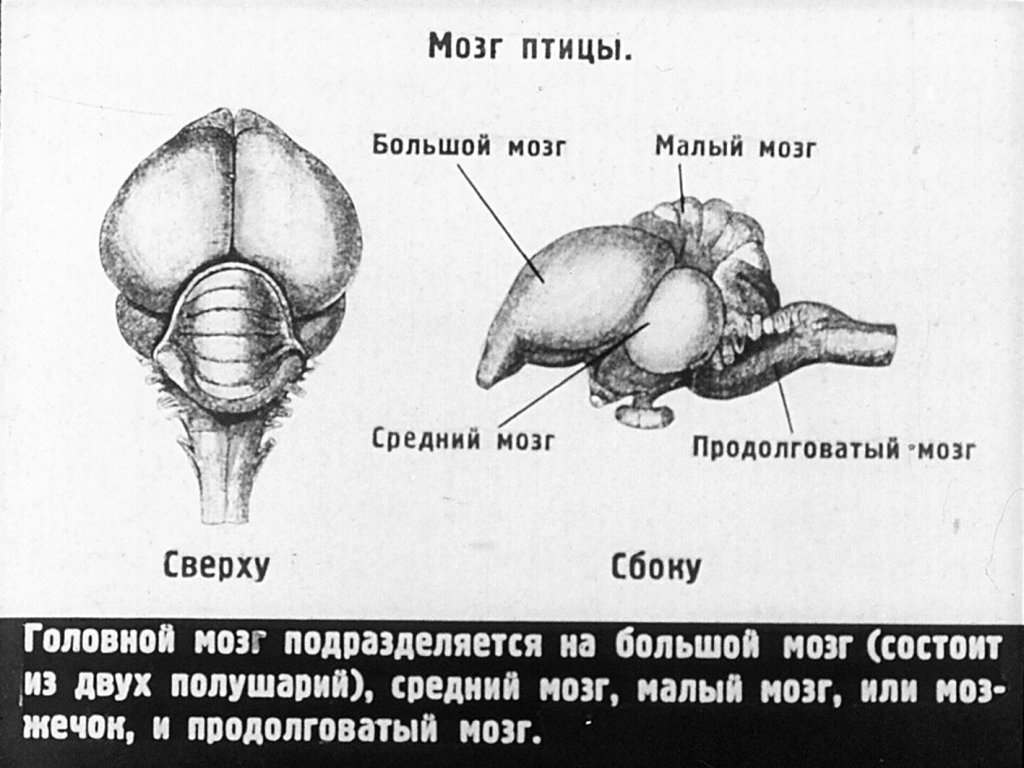 Мозг птицы.
Большой мозг
Малый мозг
Средний мозг
Продолговатый мозг
Сверху
Сбоку
Головной мозг подразделяется на большой мозг (состоит
из двух полушарий), средний мозг, малый мозг, или моз-
жечок, и продолговатый мозг.